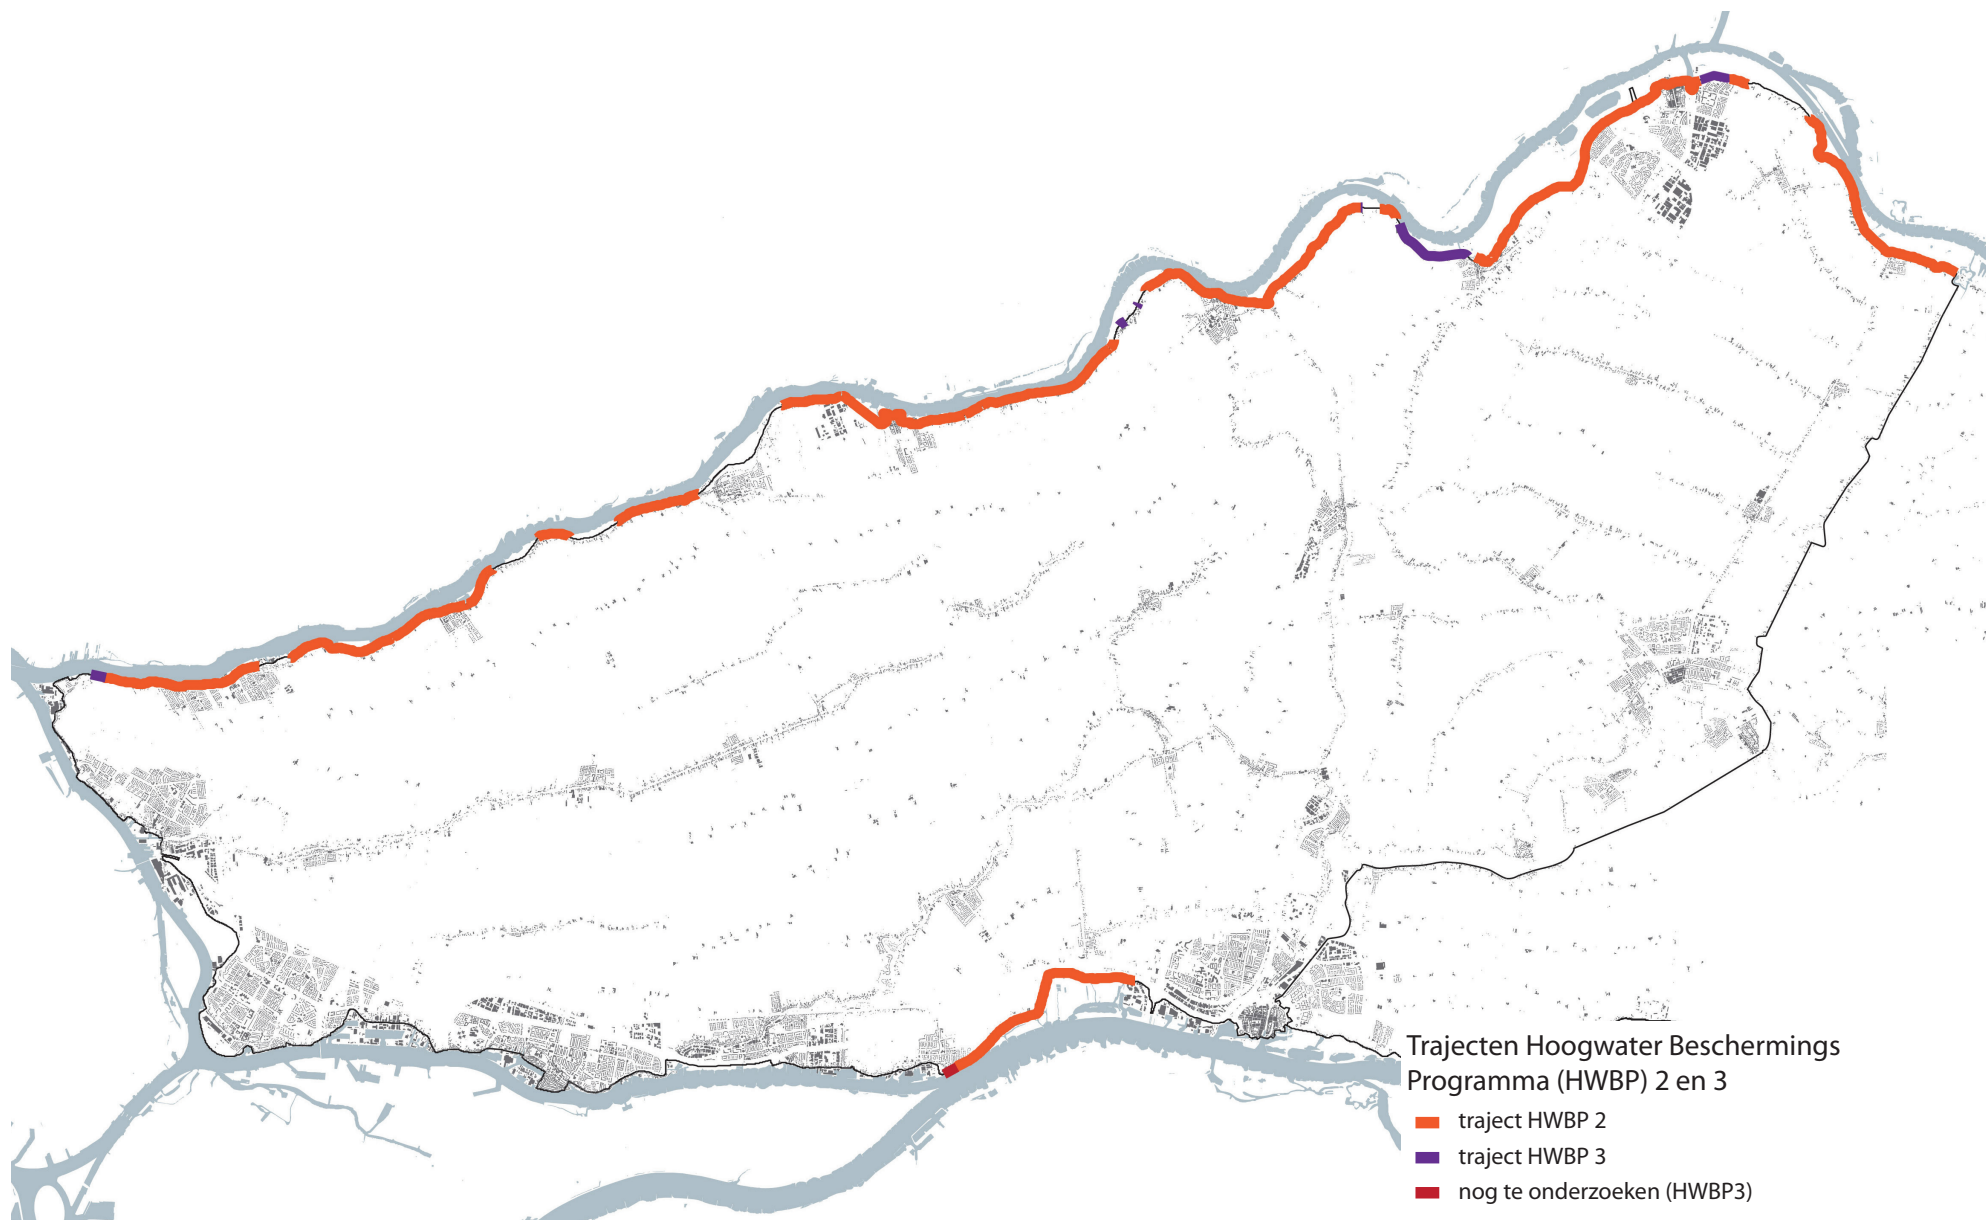 Trajecten Hoogwater Beschermings
Programma (HWBP) 2 en 3
traject HWBP 2
traject HWBP 3
nog te onderzoeken (HWBP3)